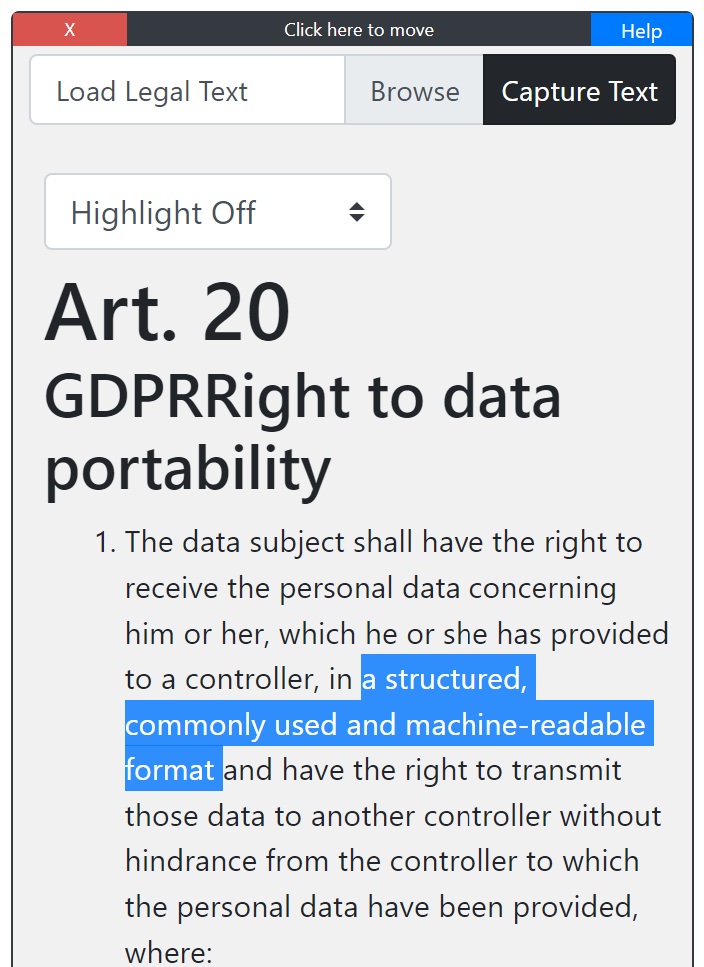 X
Click here to move
Help
Load Legal Text
Browse
Capture Text
Highlight Off
Art. 20
GDPRRight to data
portability
1. The data subject shall have the right to
receive the personal data concerning
him or her, which he or she has provided
to a controller, in a structured,
commonly used and machine-readable
format and have the right to transmit
those data to another controller without
hindrance from the controller to which
the personal data have been provided,
where: